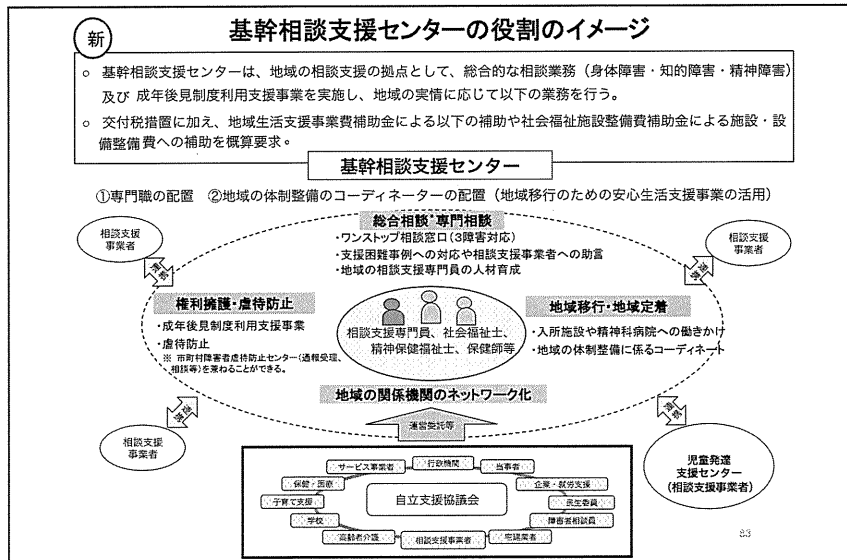 新
基幹相談支援センターの役割のイメージ
○ 基幹相談支援センターは、地域の相談支援の拠点として、総合的な相談業務（身体障害・知的障害・精神障害）
及び 成年後見制度利用支援事業を実施し、地域の実情に応じて以下の業務を行う。
○ 交付税措置に加え、地域生活支援事業費補助金による以下の補助や社会福祉施設整備費補助金による施設・設
備整備費への補助を概算要求。
基幹相談支援センター
①専門職の配置 ②地域の体制整備のコーディネーターの配置（地域移行のための安心生活支援事業の活用）
相談支援
事業者
連携
総合相談・専門相談
・ワンストップ相談窓口（3障害対応）
・支援困難事例への対応や相談支援事業者への助言
・地域の相談支援専門員の人材育成
相談支援
事業者
連携
権利擁護・虐待防止
・成年後見制度利用支援事業
・虐待防止
※ 市町村障害者虐待防止センター（通報受理、
相談等）を兼ねることができる。
相談支援専門員、社会福祉士、
精神保健福祉士、保健師等
地域移行・地域定着
・入所施設や精神科病院への働きかけ
・地域の体制整備に係るコーディネート
地域の関係機関のネットワーク化
連携
相談支援
事業者
運営委託等
連携
児童発達
支援センター
（相談支援事業者）
サービス事業者
行政機関
当事者
保健・医療
企業・就労支援
子育て支援
自立支援協議会
民生委員
学校
障害者相談員
高齢者介護
相談支援事業者
宅建業者
83